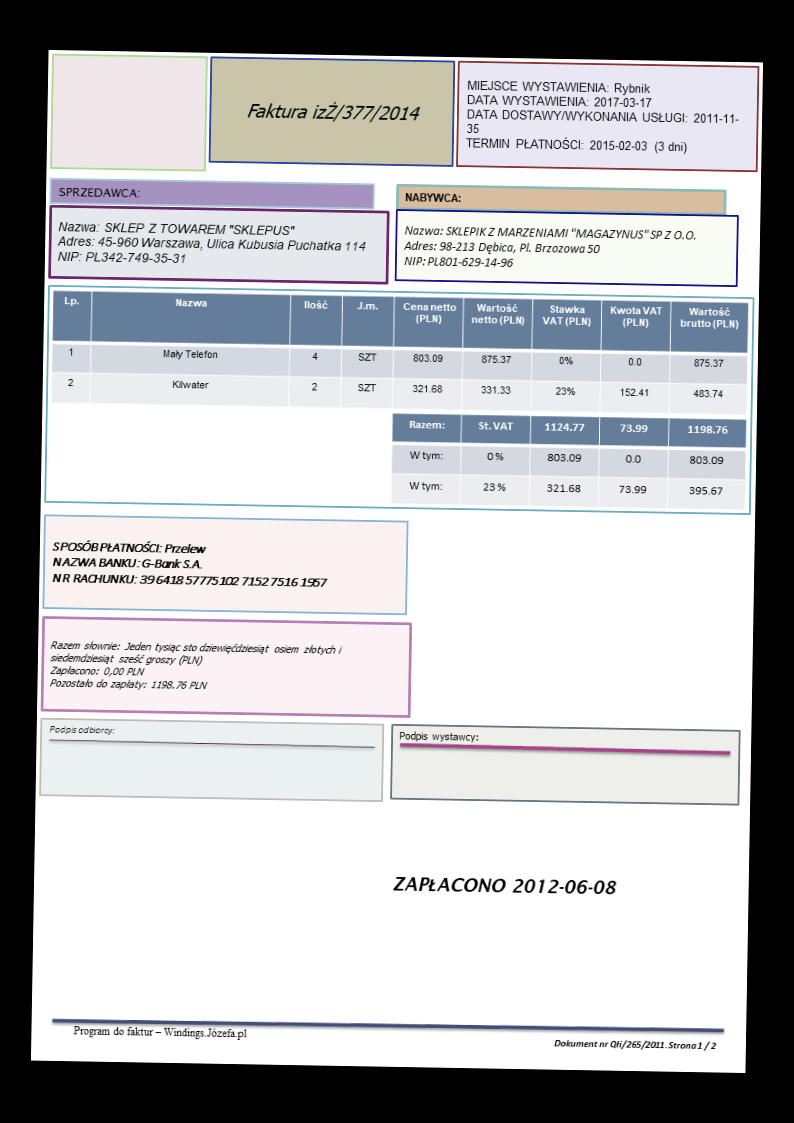 Faktura izŻ/377/2014
MIEJSCE WYSTAWIENIA: Rybnik
DATA WYSTAWIENIA: 2017-03-17
DATA DOSTAWY/WYKONANIA USŁUGI: 2011-11-
35
TERMIN PŁATNOŚCI: 2015-02-03 (3 dni)
SPRZEDAWCA:
Nazwa: SKLEP Z TOWAREM "SKLEPUS"
Adres: 45-960 Warszawa, Ulica Kubusia Puchatka 114
NIP: PL342-749-35-31
NABYWCA:
Nazwa: SKLEPIK Z MARZENIAMI "MAGAZYNUS" SP Z O.O.
Adres: 98-213 Dębica, Pl. Brzozowa 50
NIP: PL801-629-14-96
Lp. Nazwa Ilość J.m. Cena netto (PLN) Wartość netto (PLN) Stawka VAT (PLN) Kwota VAT (PLN) Wartość brutto (PLN)
1 Mały Telefon 4 SZT 803.09 875.37 0% 0.0 875.37
2 Kilwater 2 SZT 321.68 331.33 23% 152.41 483.74
Razem: St. VAT 1124.77 73.99 1198.76
W tym: 0 % 803.09 0.0 803.09
W tym: 23 % 321.68 73.99 395.67
SPOSÓB PŁATNOŚCI: Przelew
NAZWA BANKU: G-Bank S.A.
NR RACHUNKU: 39 6418 5777 5102 7152 7516 1957
Razem słownie: Jeden tysiąc sto dziewięćdziesiąt osiem złotych i
siedemdziesiąt sześć groszy (PLN)
Zapłacono: 0,00 PLN
Pozostało do zapłaty: 1198.76 PLN
Podpis odbiorcy:
Podpis wystawcy:
ZAPŁACONO 2012-06-08
Program do faktur – Windings.Józefa.pl
Dokument nr Qłi/265/2011. Strona 1 / 2